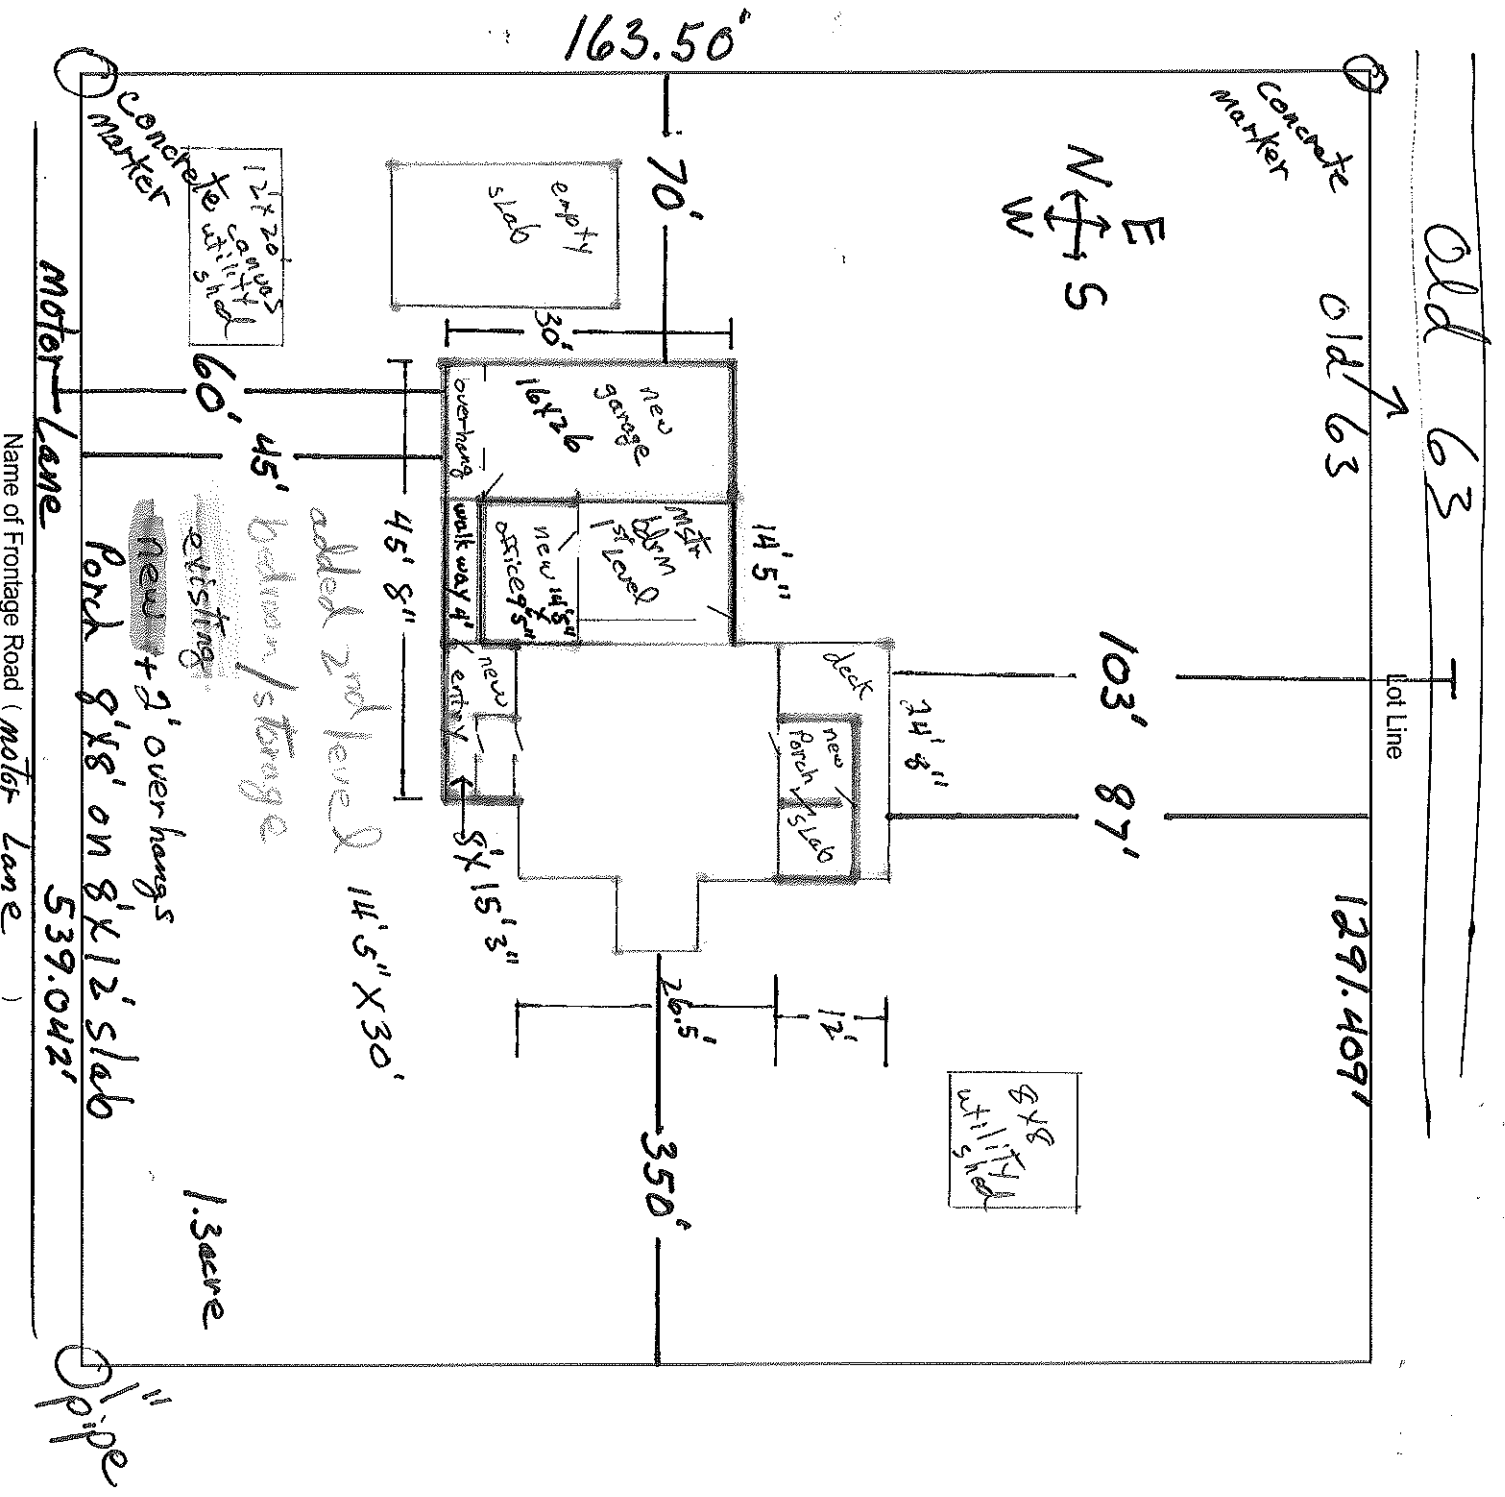 163.50"
concrete
marker
Concrete
marker
Old 63
old 63
Lot Line
1291.409'
N
E
W
S
70'
empty
slab
12'x20'
canvas
utility
shed
30'
new
garage
16x26
overhang
mstr
bdrm
1st Level
14'5"
new 14'5"
x
office 9'5"
walkway 4'
new
entry
8'x15'3"
deck
new
Porch
slab
24'8"
103'
87'
60'
45'
45'8"
26.5'
12'
350'
8x8
utility
shed
added 2nd level 14'5" x 30'
bedroom/storage
existing
new + 2' overhangs
Porch 8'x8' on 8'x12' slab
1.3acre
539.042'
Motor Lane
Name of Frontage Road (motor Lane)
1" pipe